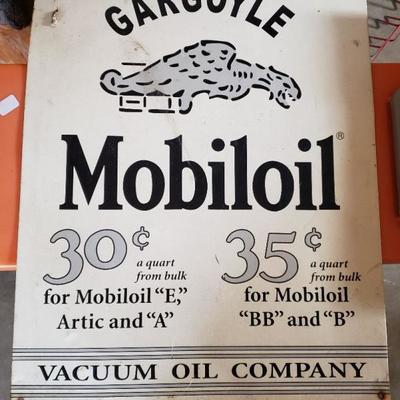 GARGOYLE
Mobiloil®
30¢ a quart from bulk
for Mobiloil "E,"
Artic and "A"
35¢ a quart from bulk
for Mobiloil
"BB" and "B"
VACUUM OIL COMPANY